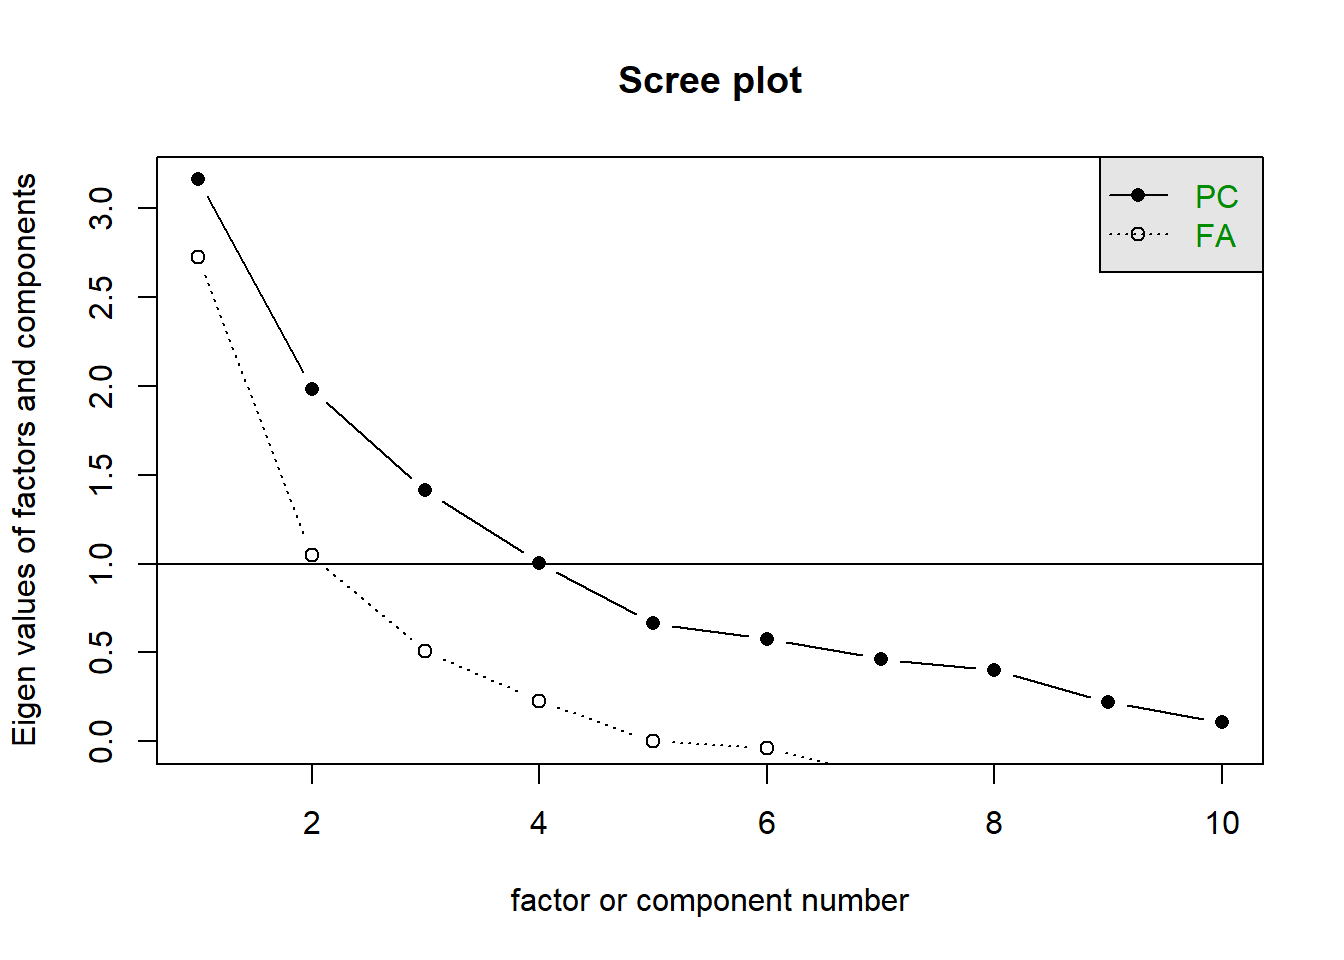 Scree plot
PC
FA
Eigen values of factors and components
3.0
2.5
2.0
1.5
1.0
0.5
0.0
2 4 6 8 10
factor or component number